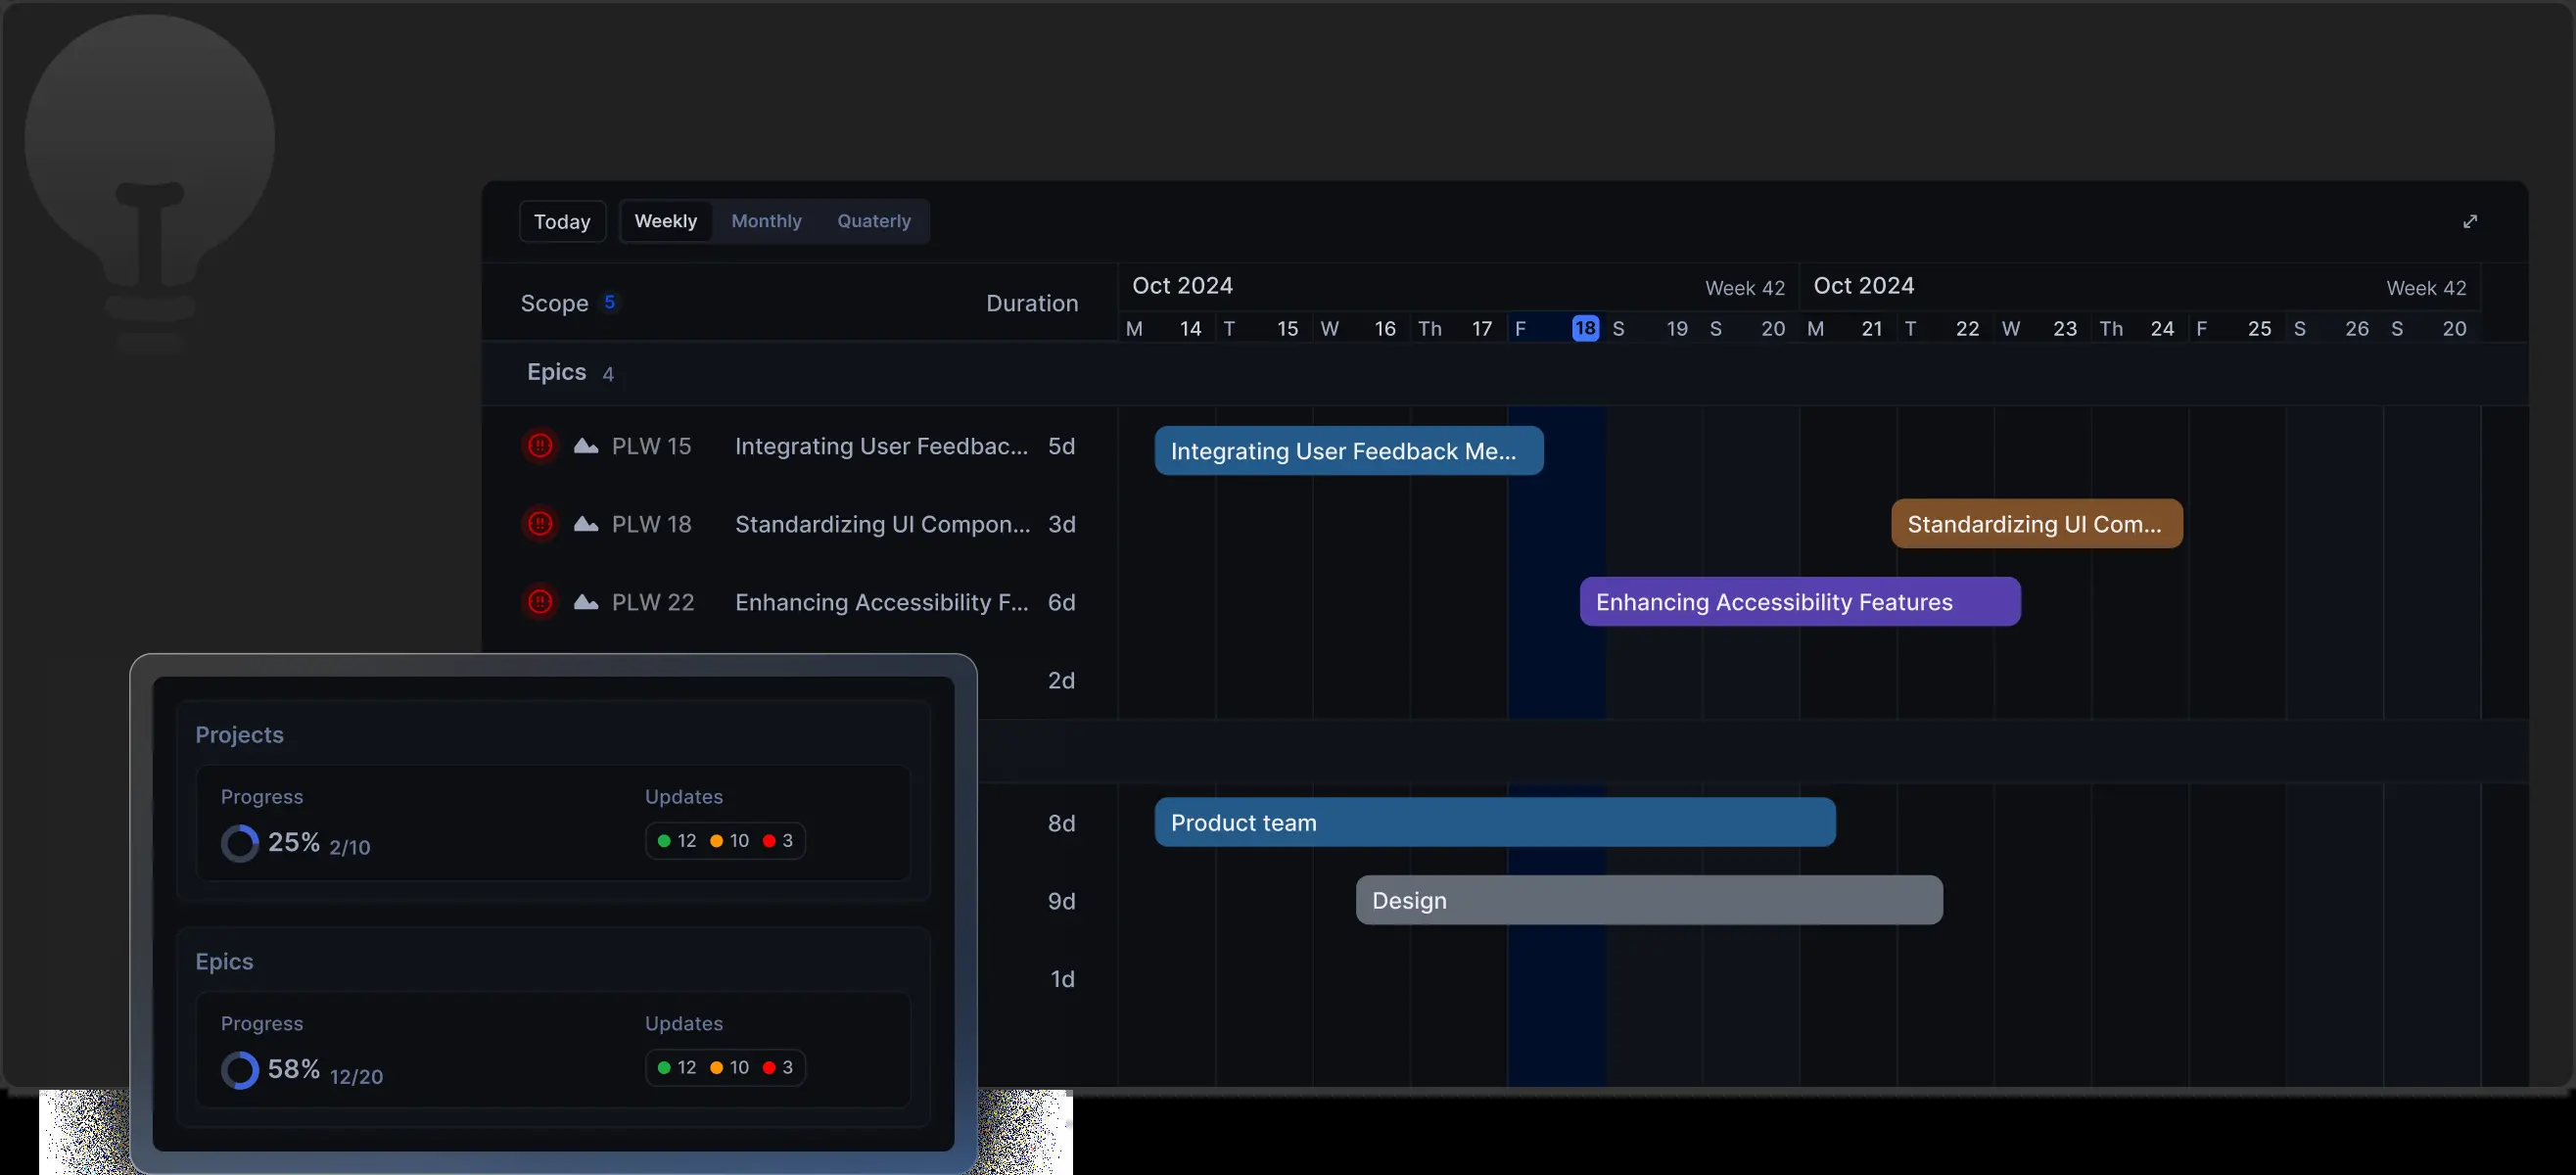 Today Weekly Monthly Quaterly
Scope 5 Duration Oct 2024 Week 42 Oct 2024 Week 42
M 14 T 15 W 16 Th 17 F 18 S 19 S 20 M 21 T 22 W 23 Th 24 F 25 S 26 S 20
Epics 4
PLW 15 Integrating User Feedbac... 5d Integrating User Feedback Me...
PLW 18 Standardizing UI Compon... 3d Standardizing UI Com...
PLW 22 Enhancing Accessibility F... 6d Enhancing Accessibility Features
2d
8d Product team
9d Design
1d
Projects
Progress Updates
25% 2/10 12 10 3
Epics
Progress Updates
58% 12/20 12 10 3